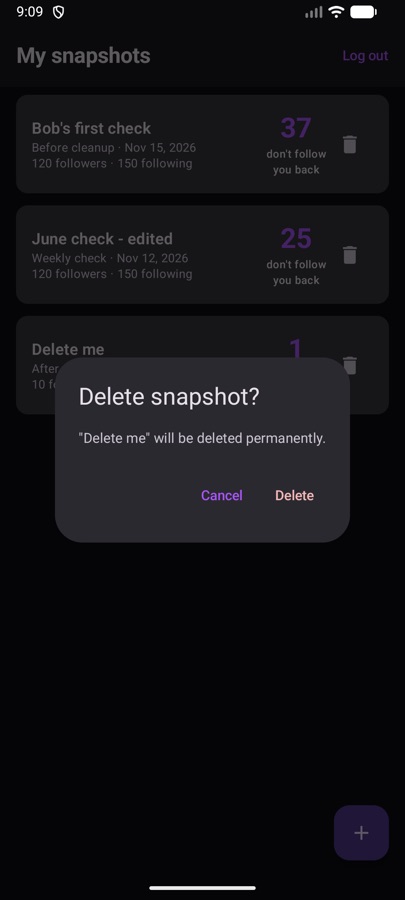 9:09
My snapshots
Log out
Bob's first check
Before cleanup · Nov 15, 2026
120 followers · 150 following
37
don't follow
you back
June check - edited
Weekly check · Nov 12, 2026
120 followers · 150 following
25
don't follow
you back
Delete me
After
10 fo
1
Delete snapshot?
"Delete me" will be deleted permanently.
Cancel
Delete
+